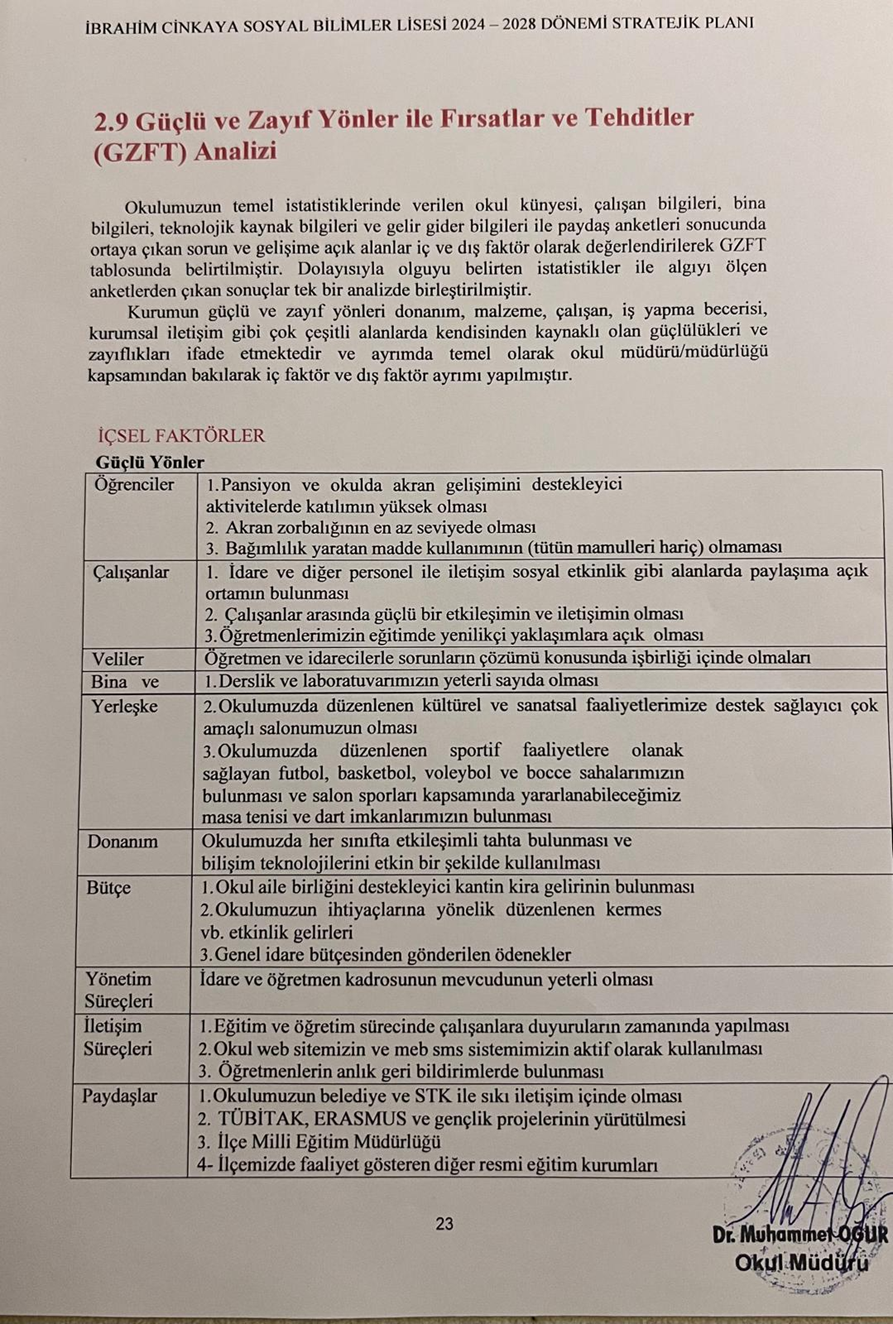 İBRAHİM CİNKAYA SOSYAL BİLİMLER LİSESİ 2024 – 2028 DÖNEMİ STRATEJİK PLANI
2.9 Güçlü ve Zayıf Yönler ile Fırsatlar ve Tehditler
(GZFT) Analizi
Okulumuzun temel istatistiklerinde verilen okul künyesi, çalışan bilgileri, bina
bilgileri, teknolojik kaynak bilgileri ve gelir gider bilgileri ile paydaş anketleri sonucunda
ortaya çıkan sorun ve gelişime açık alanlar iç ve dış faktör olarak değerlendirilerek GZFT
tablosunda belirtilmiştir. Dolayısıyla olguyu belirten istatistikler ile algıyı ölçen
anketlerden çıkan sonuçlar tek bir analizde birleştirilmiştir.
Kurumun güçlü ve zayıf yönleri donanım, malzeme, çalışan, iş yapma becerisi,
kurumsal iletişim gibi çok çeşitli alanlarda kendisinden kaynaklı olan güçlülükleri ve
zayıflıkları ifade etmektedir ve ayrımda temel olarak okul müdürü/müdürlüğü
kapsamından bakılarak iç faktör ve dış faktör ayrımı yapılmıştır.
İÇSEL FAKTÖRLER
Güçlü Yönler
Öğrenciler
1.Pansiyon ve okulda akran gelişimini destekleyici
aktivitelerde katılımın yüksek olması
2. Akran zorbalığının en az seviyede olması
3. Bağımlılık yaratan madde kullanımının (tütün mamulleri hariç) olmaması
Çalışanlar
1. İdare ve diğer personel ile iletişim sosyal etkinlik gibi alanlarda paylaşıma açık
ortamın bulunması
2. Çalışanlar arasında güçlü bir etkileşimin ve iletişimin olması
3.Öğretmenlerimizin eğitimde yenilikçi yaklaşımlara açık olması
Veliler
Öğretmen ve idarecilerle sorunların çözümü konusunda işbirliği içinde olmaları
Bina ve
1.Derslik ve laboratuvarımızın yeterli sayıda olması
Yerleşke
2.Okulumuzda düzenlenen kültürel ve sanatsal faaliyetlerimize destek sağlayıcı çok
amaçlı salonumuzun olması
3.Okulumuzda düzenlenen sportif faaliyetlere olanak
sağlayan futbol, basketbol, voleybol ve bocce sahalarımızın
bulunması ve salon sporları kapsamında yararlanabileceğimiz
masa tenisi ve dart imkanlarımızın bulunması
Donanım
Okulumuzda her sınıfta etkileşimli tahta bulunması ve
bilişim teknolojilerini etkin bir şekilde kullanılması
Bütçe
1.Okul aile birliğini destekleyici kantin kira gelirinin bulunması
2.Okulumuzun ihtiyaçlarına yönelik düzenlenen kermes
vb. etkinlik gelirleri
3.Genel idare bütçesinden gönderilen ödenekler
Yönetim
Süreçleri
İdare ve öğretmen kadrosunun mevcudunun yeterli olması
İletişim
Süreçleri
1.Eğitim ve öğretim sürecinde çalışanlara duyuruların zamanında yapılması
2.Okul web sitemizin ve meb sms sistemimizin aktif olarak kullanılması
3. Öğretmenlerin anlık geri bildirimlerde bulunması
Paydaşlar
1.Okulumuzun belediye ve STK ile sıkı iletişim içinde olması
2. TÜBİTAK, ERASMUS ve gençlik projelerinin yürütülmesi
3. İlçe Milli Eğitim Müdürlüğü
4- İlçemizde faaliyet gösteren diğer resmi eğitim kurumları
23
Dr. Muhammet OĞUR
Okul Müdürü